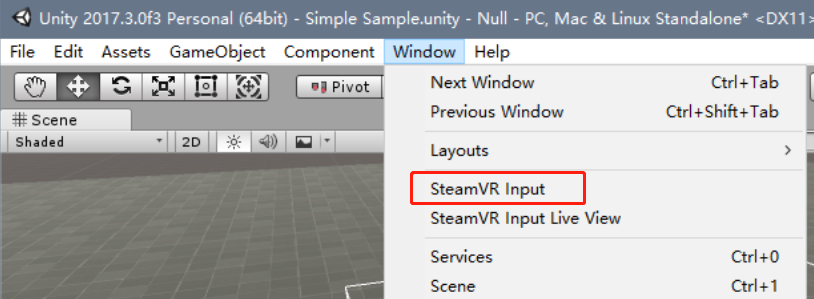 Unity 2017.3.0f3 Personal (64bit) - Simple Sample.unity - Null - PC, Mac & Linux Standalone* <DX11>
File Edit Assets GameObject Component Window Help
Pivot
Next Window Ctrl+Tab
Previous Window Ctrl+Shift+Tab
Scene
Shaded 2D
Layouts
SteamVR Input
SteamVR Input Live View
Services Ctrl+0
Scene Ctrl+1